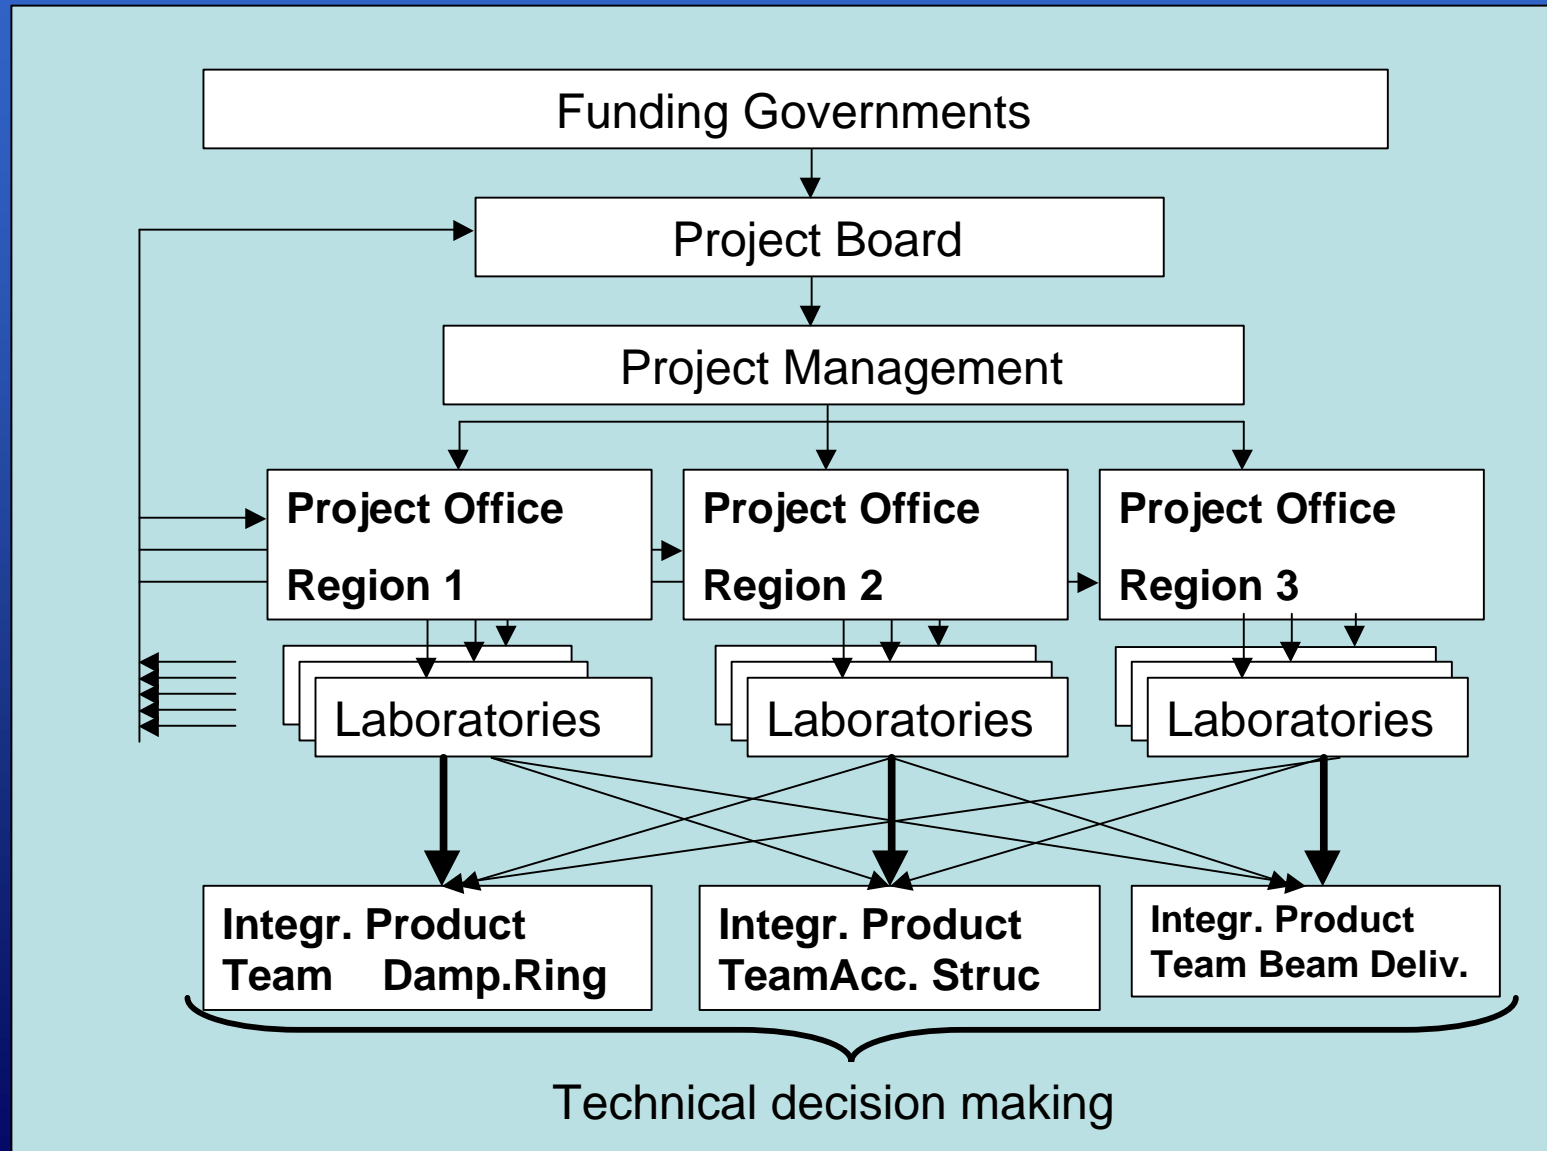 Funding Governments
Project Board
Project Management
Project Office
Region 1
Project Office
Region 2
Project Office
Region 3
Laboratories
Laboratories
Laboratories
Integr. Product
Team Damp.Ring
Integr. Product
TeamAcc. Struc
Integr. Product
Team Beam Deliv.
Technical decision making